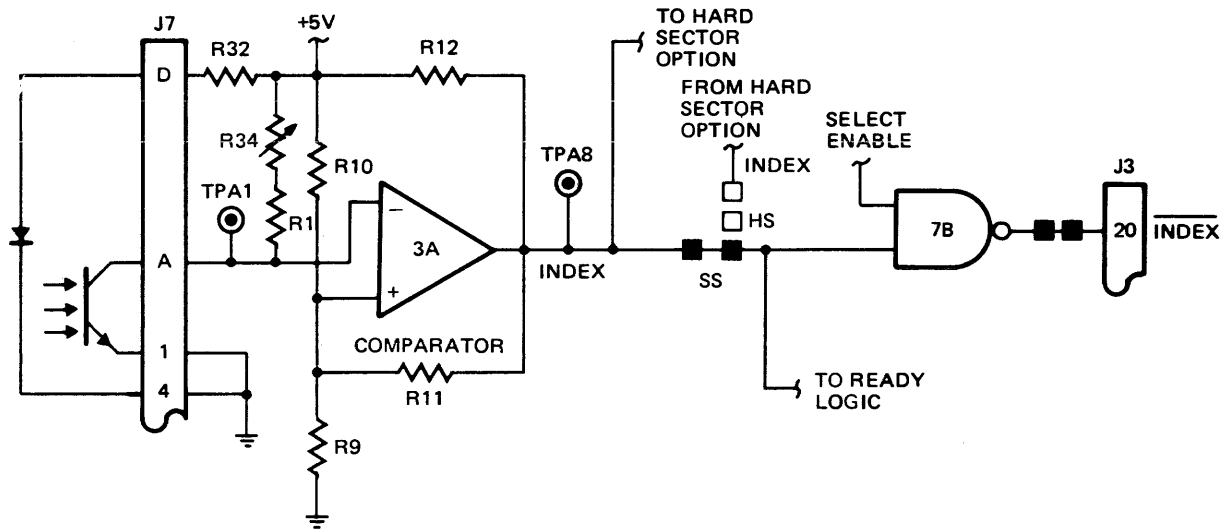 J7
+5V
TO HARD
SECTOR
OPTION
R32
R12
D
FROM HARD
SECTOR
OPTION
SELECT
ENABLE
R34
R10
TPA1
TPA8
INDEX
J3
R1
−
HS
7B
20
INDEX
A
3A
INDEX
SS
+
COMPARATOR
1
4
R11
TO READY
LOGIC
R9